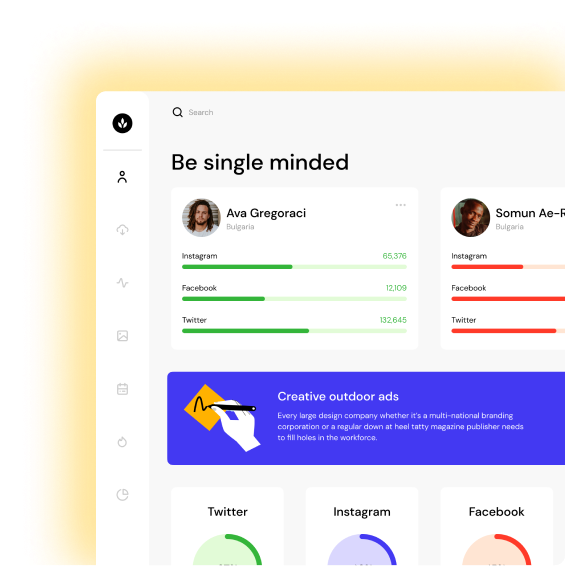 Search
Be single minded
Ava Gregoraci
Bulgaria
Instagram 65,376
Facebook 12,109
Twitter 132,645
Somun Ae-R
Bulgaria
Instagram
Facebook
Twitter
Creative outdoor ads
Every large design company whether it's a multi-national branding
corporation or a regular down at heel tatty magazine publisher needs
to fill holes in the workforce.
Twitter
Instagram
Facebook